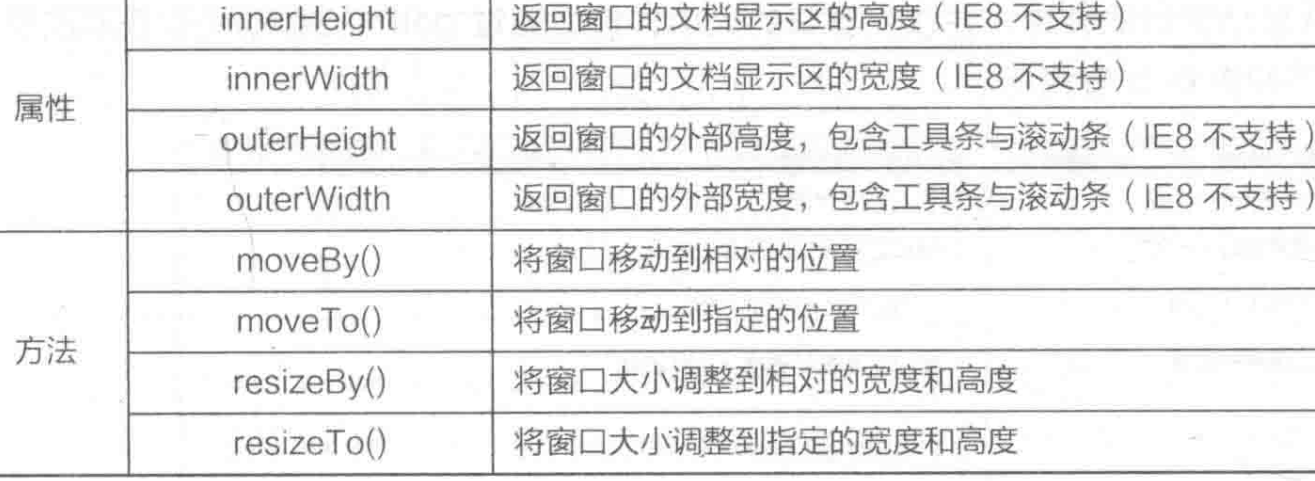 innerHeight 返回窗口的文档显示区的高度（IE8 不支持）
innerWidth 返回窗口的文档显示区的宽度（IE8 不支持）
属性
outerHeight 返回窗口的外部高度，包含工具条与滚动条（IE8 不支持）
outerWidth 返回窗口的外部宽度，包含工具条与滚动条（IE8 不支持）
moveBy() 将窗口移动到相对的位置
moveTo() 将窗口移动到指定的位置
方法
resizeBy() 将窗口大小调整到相对的宽度和高度
resizeTo() 将窗口大小调整到指定的宽度和高度